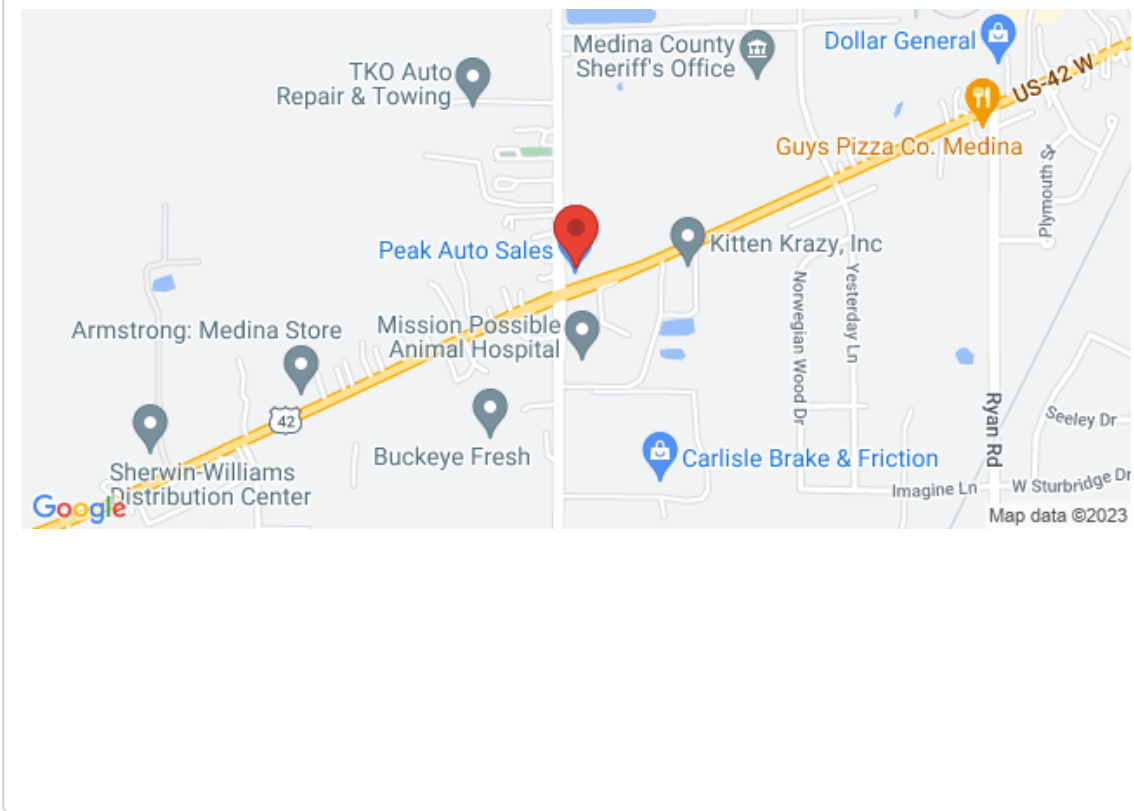 Medina County
Sheriff's Office
Dollar General
US-42 W
TKO Auto
Repair & Towing
Guys Pizza Co. Medina
Plymouth St
Peak Auto Sales
Kitten Krazy, Inc
Norwegian Wood Dr
Yesterday Ln
Armstrong: Medina Store
Mission Possible
Animal Hospital
42
Ryan Rd
Seeley Dr
Buckeye Fresh
Carlisle Brake & Friction
Sherwin-Williams
Distribution Center
Imagine Ln
W Sturbridge Dr
Google
Map data ©2023